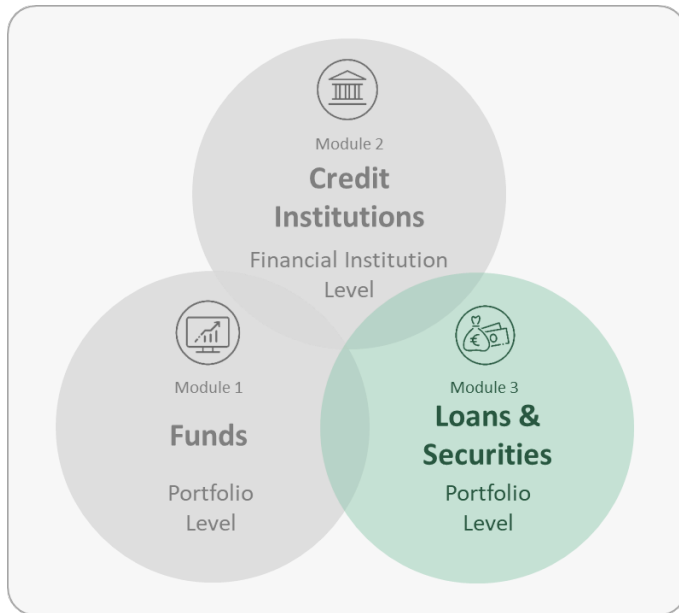 Module 2
Credit
Institutions
Financial Institution
Level
Module 1
Funds
Portfolio
Level
€
Module 3
Loans &
Securities
Portfolio
Level